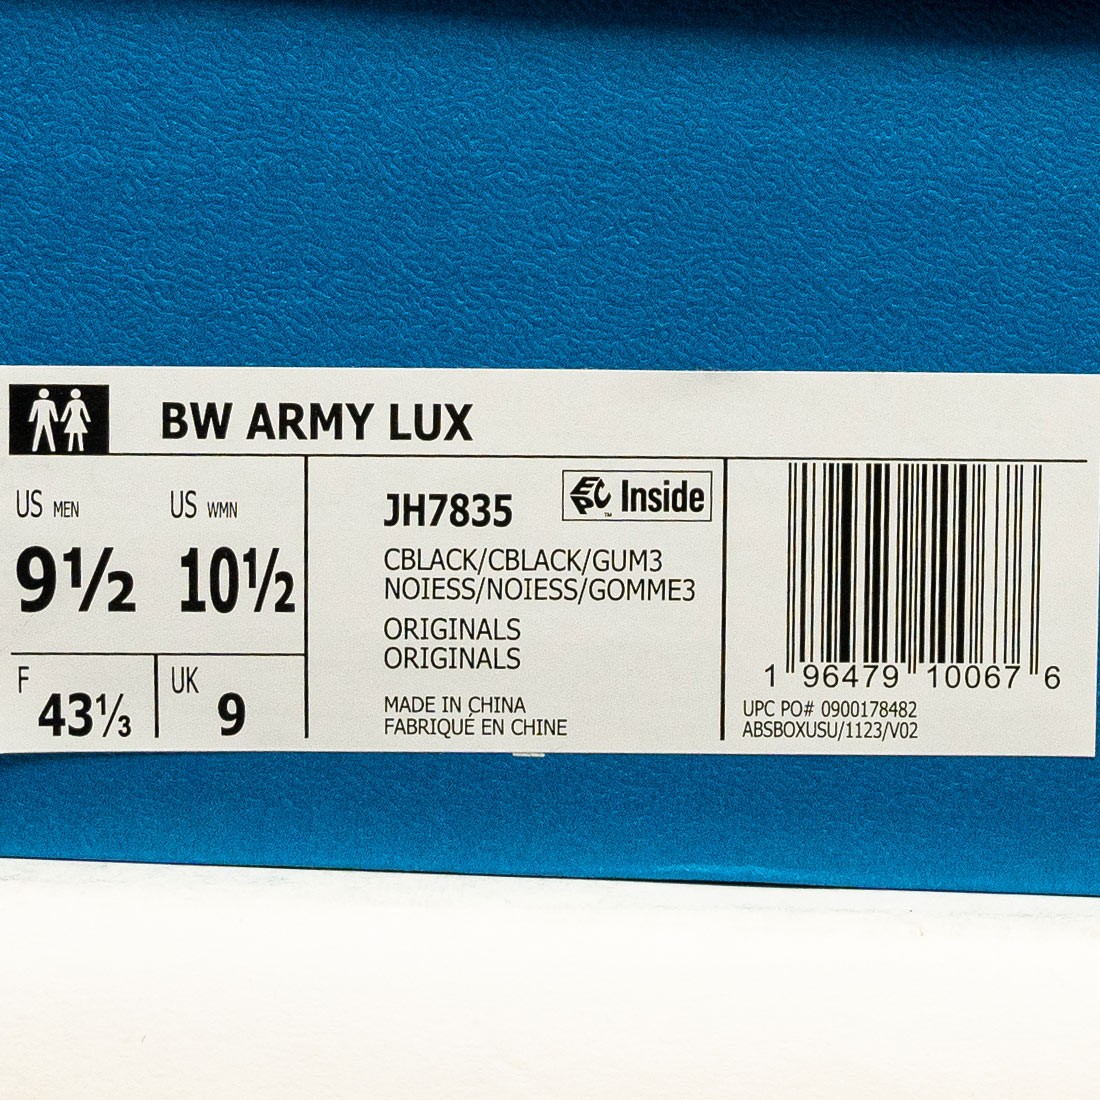 BW ARMY LUX
US MEN
9½
US WMN
10½
F
43⅓
UK
9
JH7835
EPC Inside
™
CBLACK/CBLACK/GUM3
NOIESS/NOIESS/GOMME3
ORIGINALS
ORIGINALS
MADE IN CHINA
FABRIQUÉ EN CHINE
1 96479 10067 6
UPC PO# 0900178482
ABSBOXUSU/1123/V02